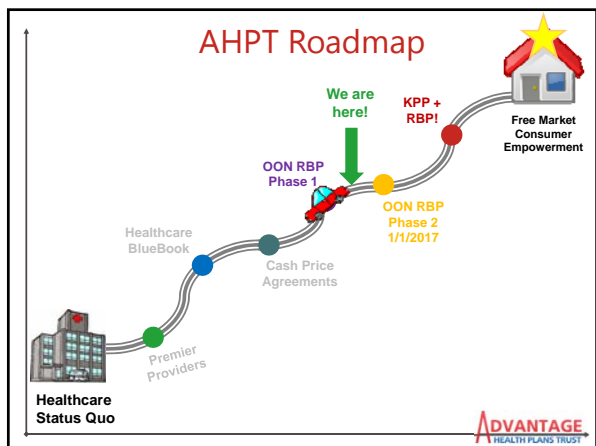 AHPT Roadmap
We are
here!
KPP +
RBP!
Free Market
Consumer
Empowerment
OON RBP
Phase 1
OON RBP
Phase 2
1/1/2017
Healthcare
BlueBook
Cash Price
Agreements
Premier
Providers
Healthcare
Status Quo
ADVANTAGE
HEALTH PLANS TRUST